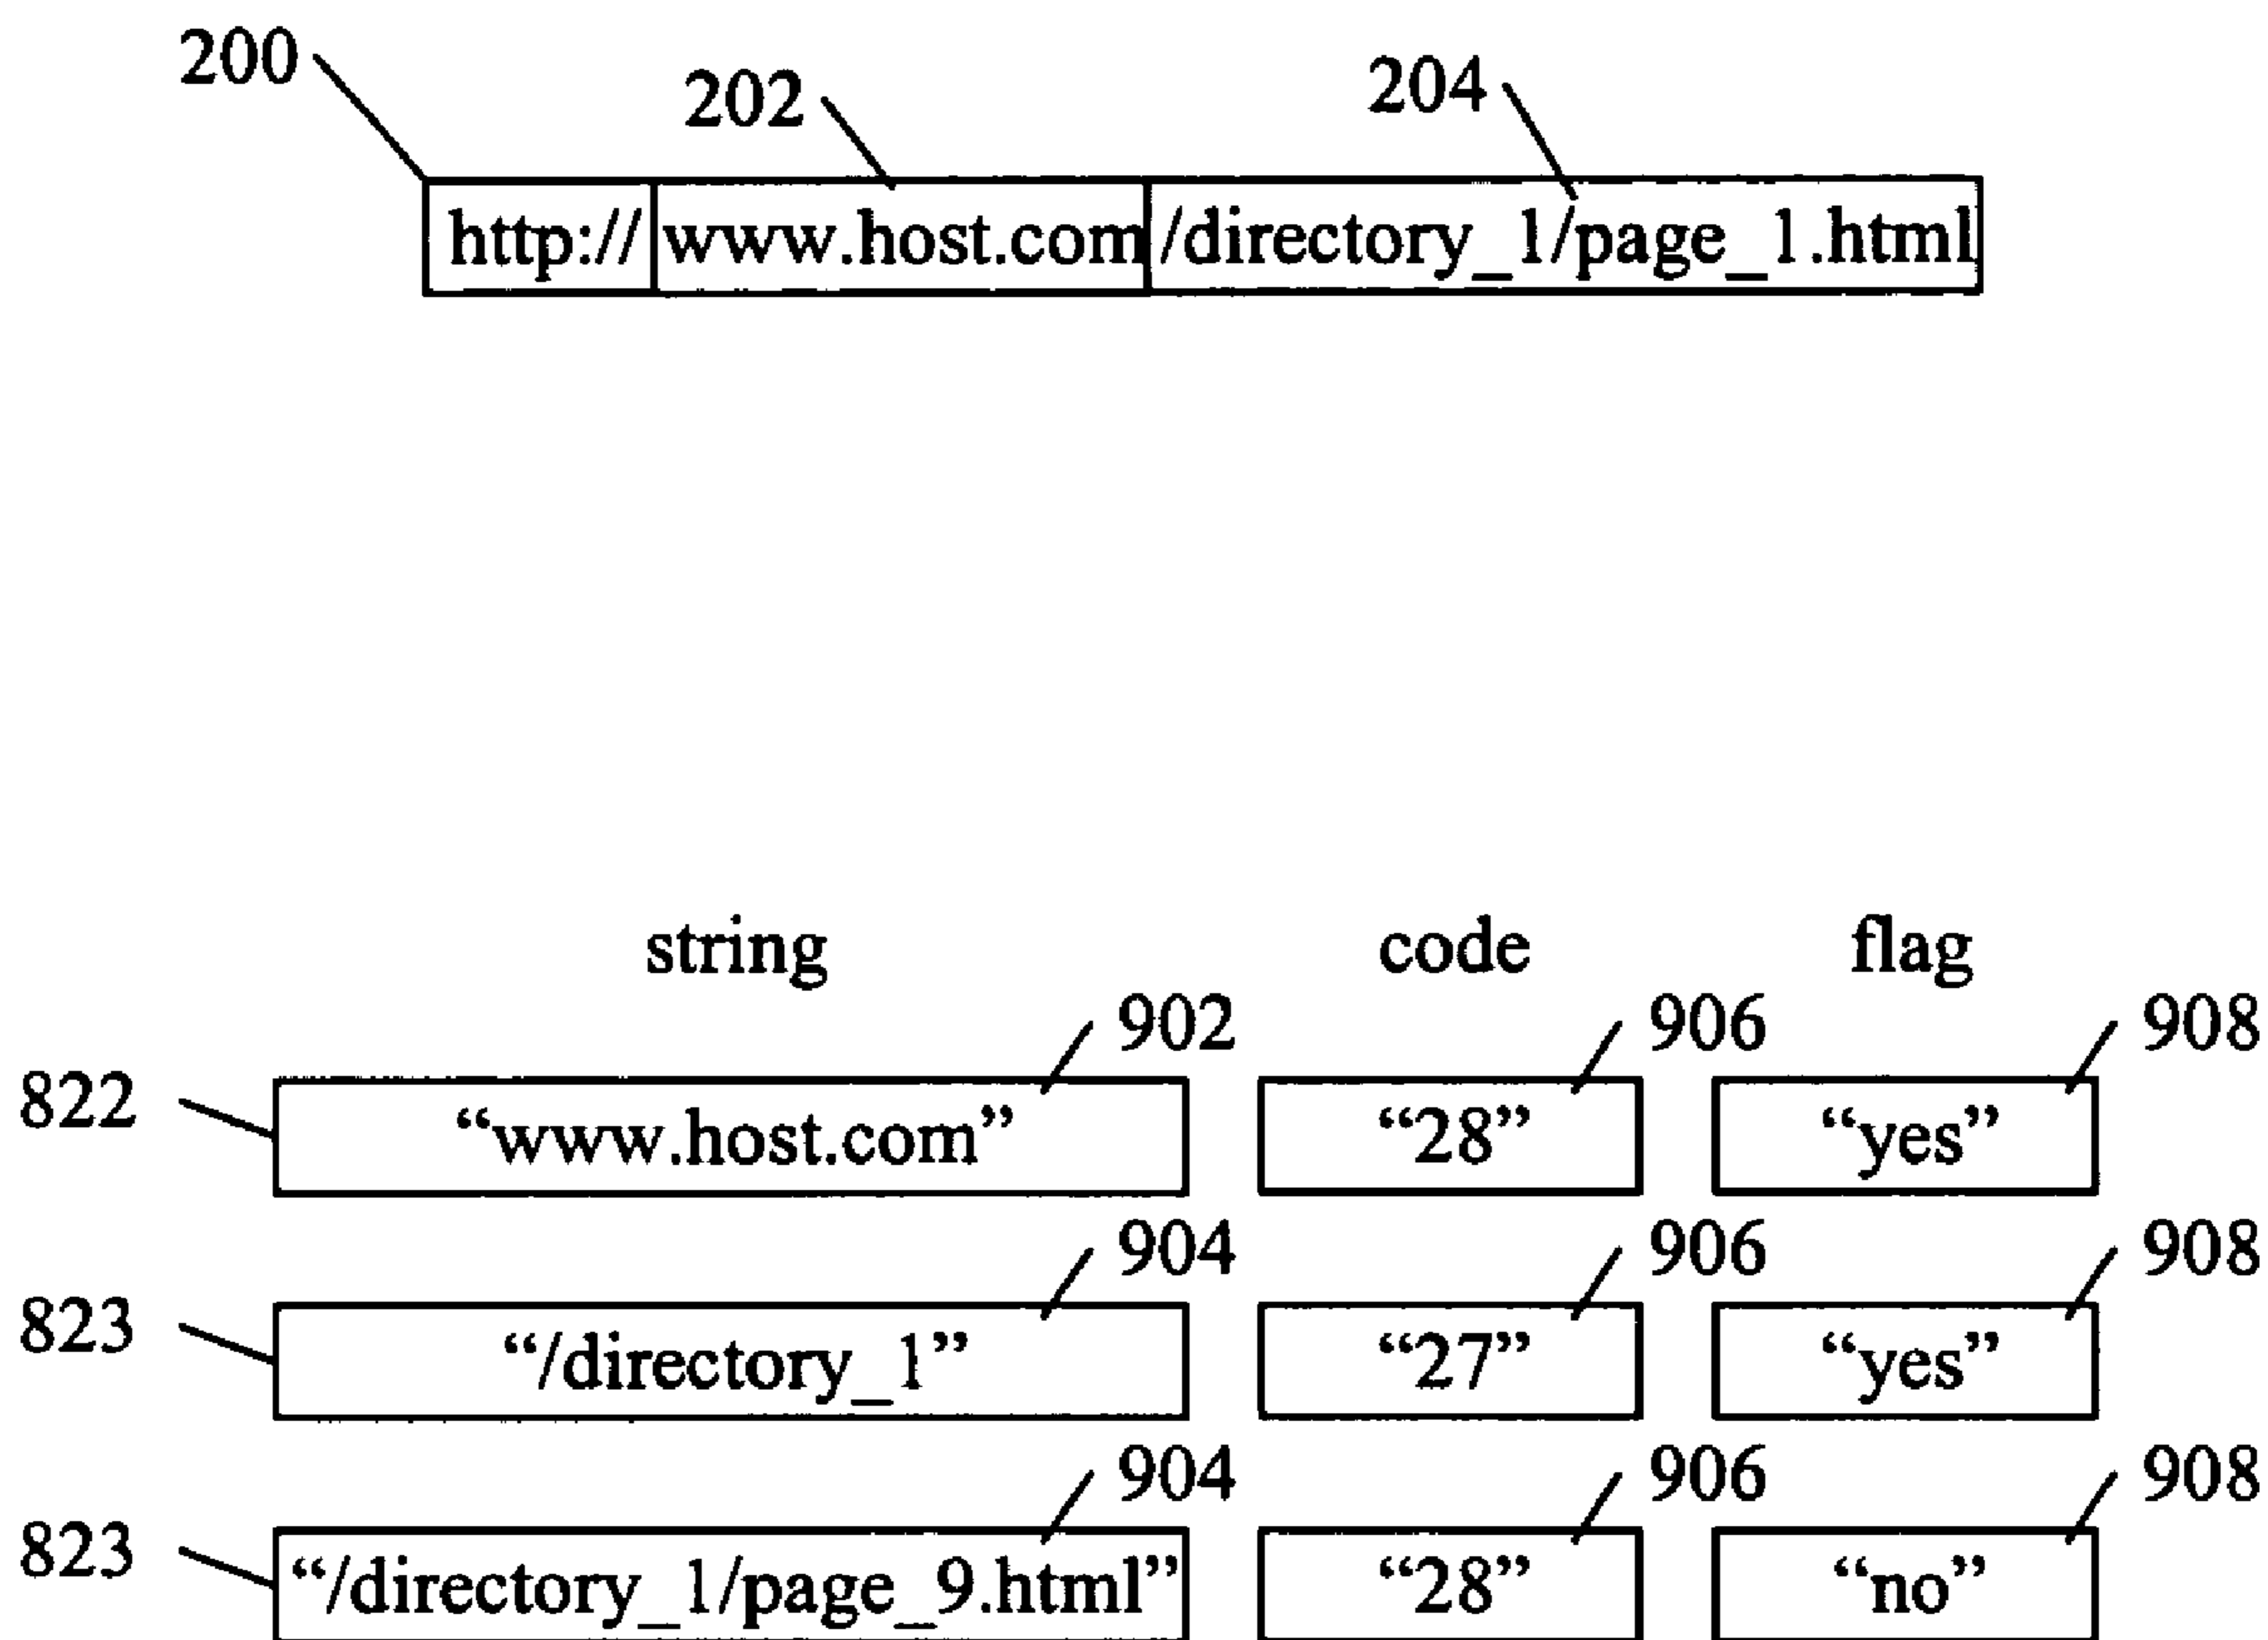 200
202
204
http:// www.host.com /directory_1/page_1.html
string code flag
902 906 908
822 “www.host.com” “28” “yes”
904 906 908
823 “/directory_1” “27” “yes”
904 906 908
823 “/directory_1/page_9.html” “28” “no”